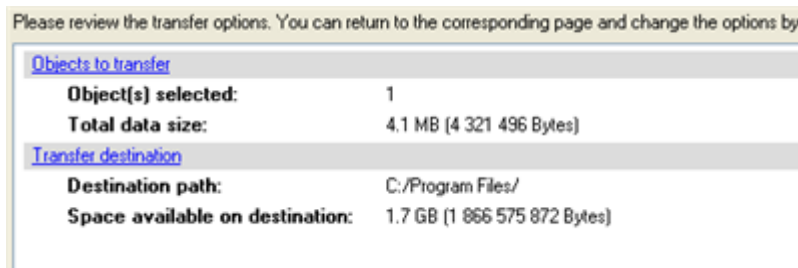 Please review the transfer options. You can return to the corresponding page and change the options by
Objects to transfer
Object(s) selected: 1
Total data size: 4.1 MB (4 321 496 Bytes)
Transfer destination
Destination path: C:/Program Files/
Space available on destination: 1.7 GB (1 866 575 872 Bytes)